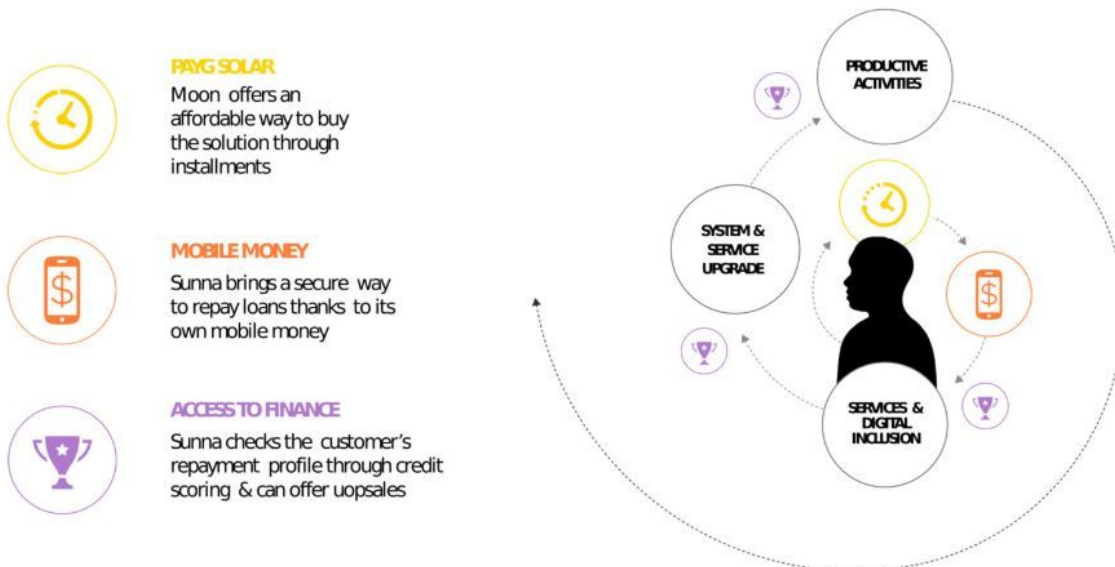 PAYG SOLAR
Moon offers an
affordable way to buy
the solution through
installments
MOBILE MONEY
Sunna brings a secure way
to repay loans thanks to its
own mobile money
ACCESS TO FINANCE
Sunna checks the customer's
repayment profile through credit
scoring & can offer uopsales
PRODUCTIVE
ACTIVITIES
SYSTEM &
SERVICE
UPGRADE
SERVICES &
DIGITAL
INCLUSION